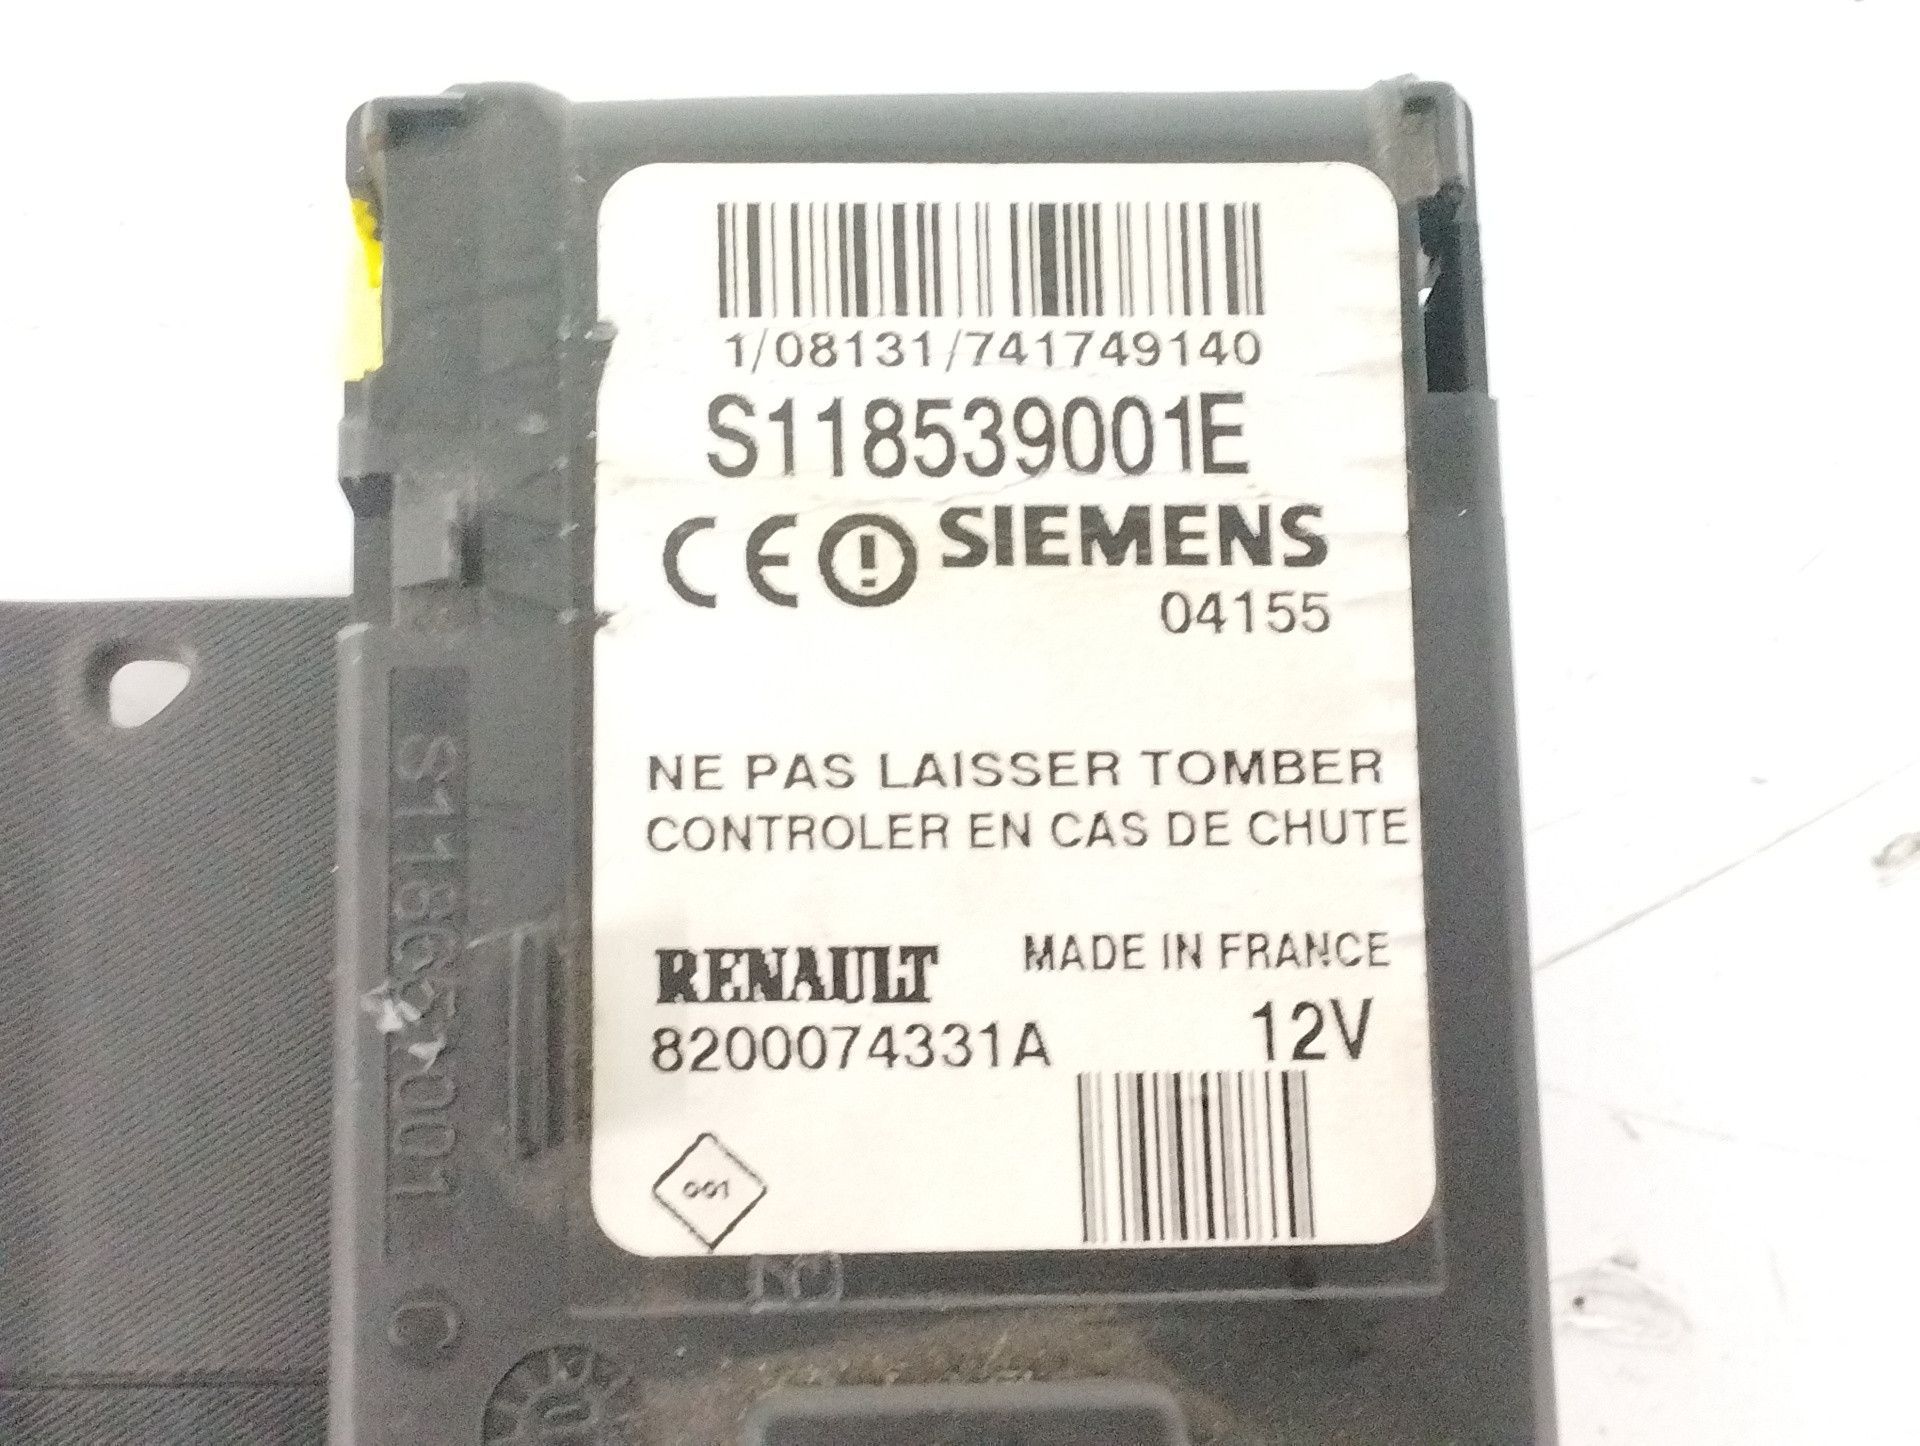 1/08131/741749140
S118539001E
CE SIEMENS
04155
NE PAS LAISSER TOMBER
CONTROLER EN CAS DE CHUTE
RENAULT MADE IN FRANCE
8200074331A 12V
001
C